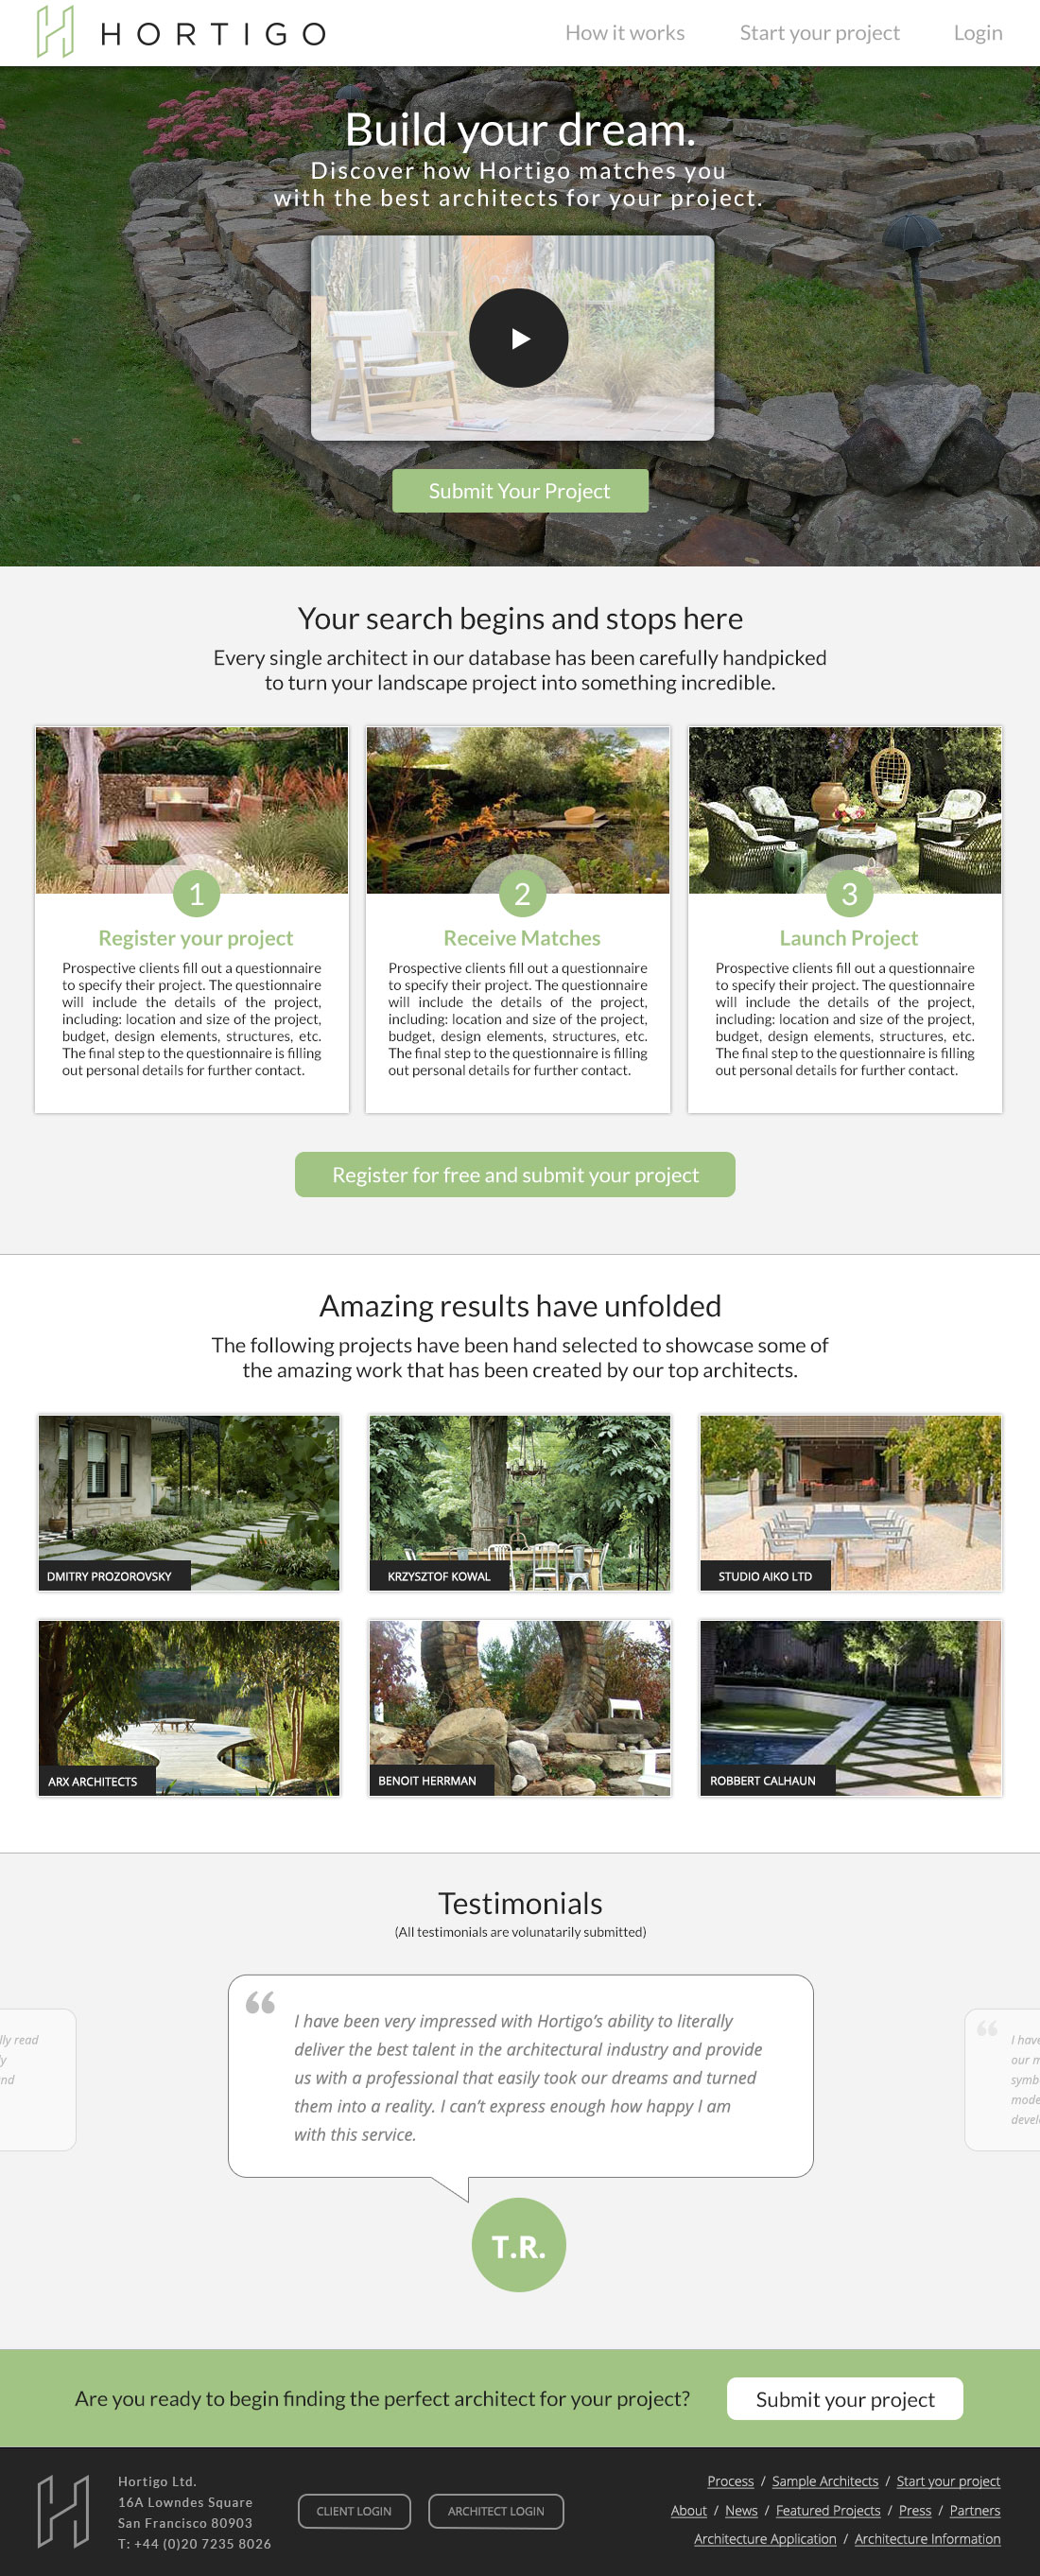 HORTIGO
How it works
Start your project
Login
Build your dream.
Discover how Hortigo matches you
with the best architects for your project.
Submit Your Project
Your search begins and stops here
Every single architect in our database has been carefully handpicked
to turn your landscape project into something incredible.
1
Register your project
Prospective clients fill out a questionnaire
to specify their project. The questionnaire
will include the details of the project,
including: location and size of the project,
budget, design elements, structures, etc.
The final step to the questionnaire is filling
out personal details for further contact.
2
Receive Matches
Prospective clients fill out a questionnaire
to specify their project. The questionnaire
will include the details of the project,
including: location and size of the project,
budget, design elements, structures, etc.
The final step to the questionnaire is filling
out personal details for further contact.
3
Launch Project
Prospective clients fill out a questionnaire
to specify their project. The questionnaire
will include the details of the project,
including: location and size of the project,
budget, design elements, structures, etc.
The final step to the questionnaire is filling
out personal details for further contact.
Register for free and submit your project
Amazing results have unfolded
The following projects have been hand selected to showcase some of
the amazing work that has been created by our top architects.
DMITRY PROZOROVSKY
KRZYSZTOF KOWAL
STUDIO AIKO LTD
ARX ARCHITECTS
BENOIT HERRMAN
ROBBERT CALHAUN
Testimonials
(All testimonials are volunatarily submitted)
lly read
y
nd
“
I have been very impressed with Hortigo’s ability to literally
deliver the best talent in the architectural industry and provide
us with a professional that easily took our dreams and turned
them into a reality. I can’t express enough how happy I am
with this service.
T.R.
“
I have
our m
symb
mode
devel
Are you ready to begin finding the perfect architect for your project?
Submit your project
Hortigo Ltd.
16A Lowndes Square
San Francisco 80903
T: +44 (0)20 7235 8026
CLIENT LOGIN
ARCHITECT LOGIN
Process / Sample Architects / Start your project
About / News / Featured Projects / Press / Partners
Architecture Application / Architecture Information